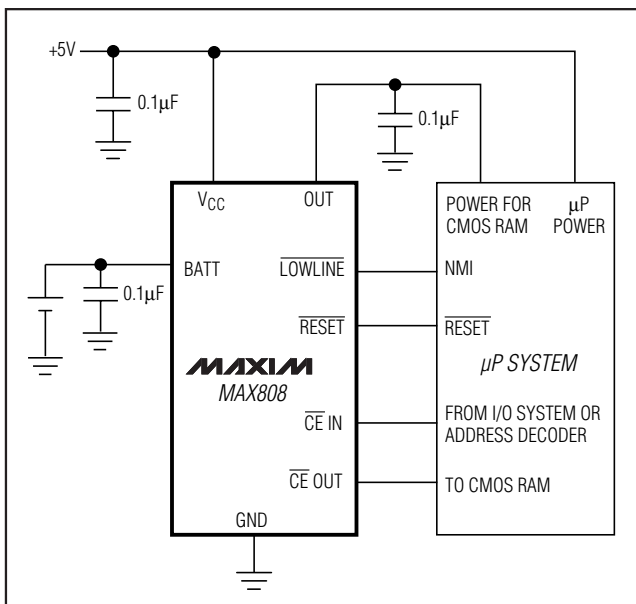 +5V
0.1µF
0.1µF
VCC
OUT
POWER FOR
CMOS RAM
µP
POWER
BATT
LOWLINE
NMI
0.1µF
RESET
RESET
MAXIM
MAX808
µP SYSTEM
CE IN
FROM I/O SYSTEM OR
ADDRESS DECODER
CE OUT
TO CMOS RAM
GND